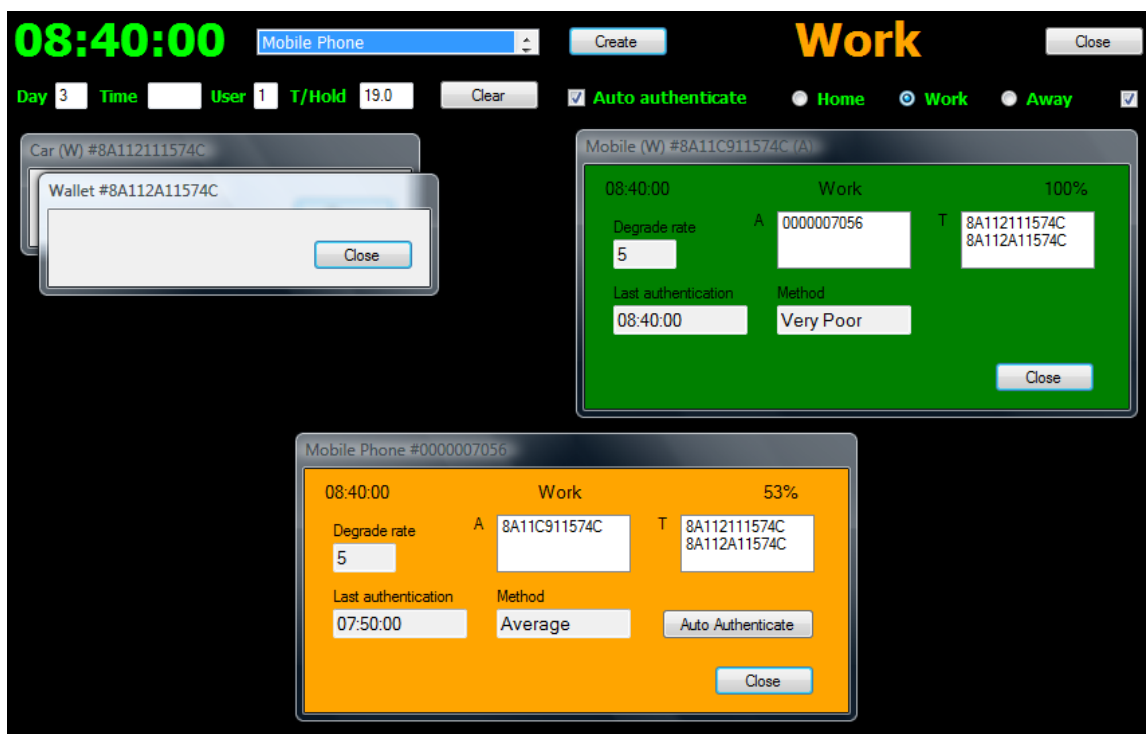 08:40:00 Mobile Phone Create Work Close
Day 3 Time User 1 T/Hold 19.0 Clear Auto authenticate Home Work Away
Car (W) #8A112111574C
Wallet #8A112A11574C
Close
Mobile (W) #8A11C911574C (A)
08:40:00 Work 100%
Degrade rate A 0000007056 T 8A112111574C
5 8A112A11574C
Last authentication Method
08:40:00 Very Poor
Close
Mobile Phone #0000007056
08:40:00 Work 53%
Degrade rate A 8A11C911574C T 8A112111574C
5 8A112A11574C
Last authentication Method
07:50:00 Average Auto Authenticate
Close